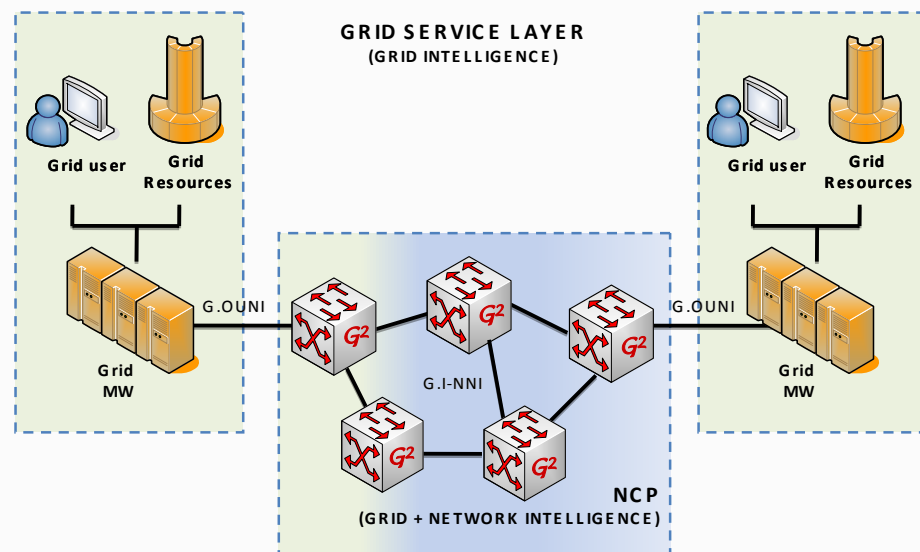 GRID SERVICE LAYER
(GRID INTELLIGENCE)
Grid user
Grid
Resources
Grid user
Grid
Resources
G.OUNI
G.OUNI
G²
G²
G²
Grid
MW
G.I-NNI
Grid
MW
G²
G²
NCP
(GRID + NETWORK INTELLIGENCE)